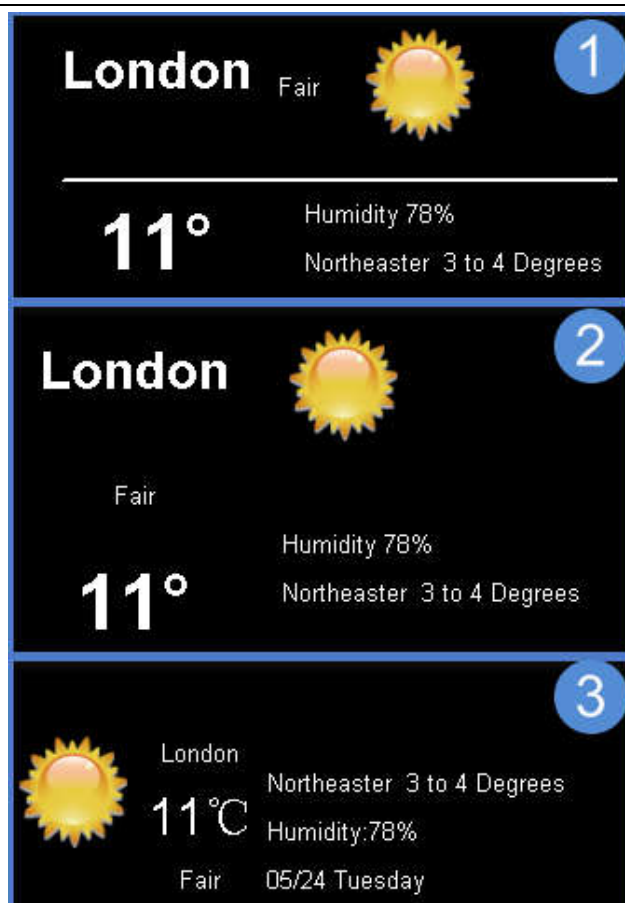 London Fair 1
11° Humidity 78%
Northeaster 3 to 4 Degrees
2
London
Fair
Humidity 78%
11° Northeaster 3 to 4 Degrees
3
London
Northeaster 3 to 4 Degrees
11℃
Humidity:78%
Fair 05/24 Tuesday